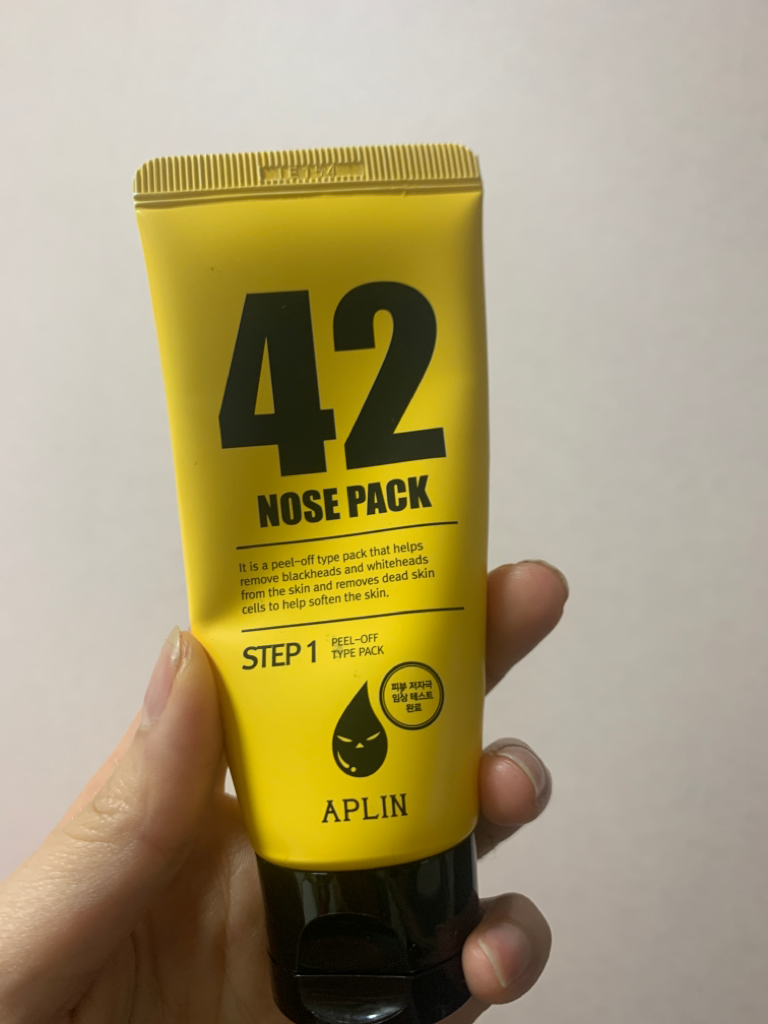 42
NOSE PACK
It is a peel-off type pack that helps
remove blackheads and whiteheads
from the skin and removes dead skin
cells to help soften the skin.
STEP 1
PEEL-OFF
TYPE PACK
피부 저자극
임상 테스트
완료
APLIN